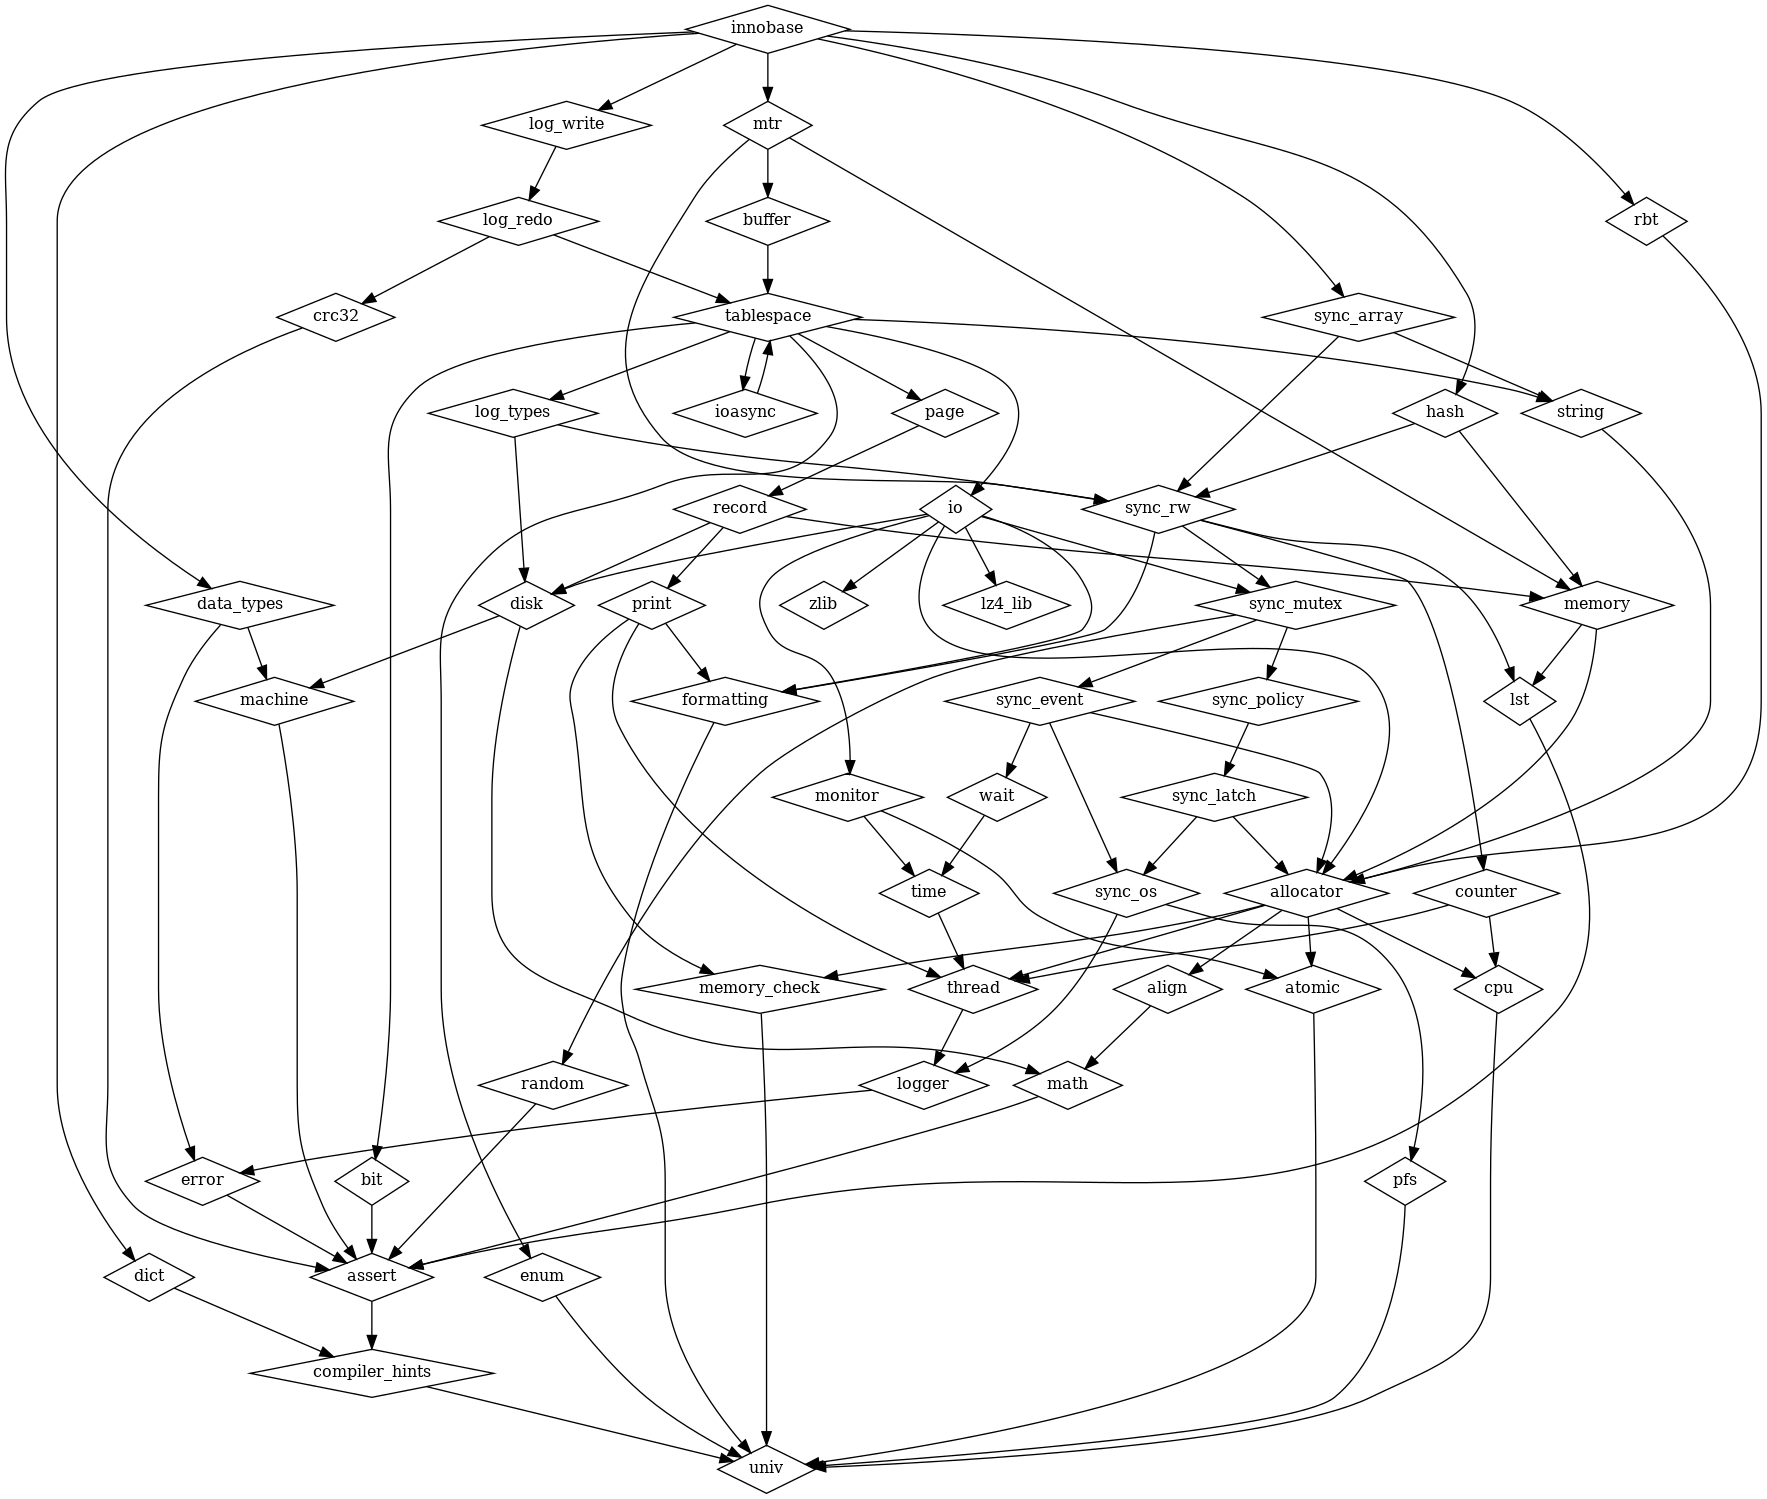 innobase
log_write
mtr
log_redo
buffer
rbt
crc32
tablespace
sync_array
log_types
ioasync
page
hash
string
record
io
sync_rw
data_types
disk
print
zlib
lz4_lib
sync_mutex
memory
machine
formatting
sync_event
sync_policy
lst
monitor
wait
sync_latch
time
sync_os
allocator
counter
memory_check
thread
align
atomic
cpu
random
logger
math
error
bit
pfs
dict
assert
enum
compiler_hints
univ